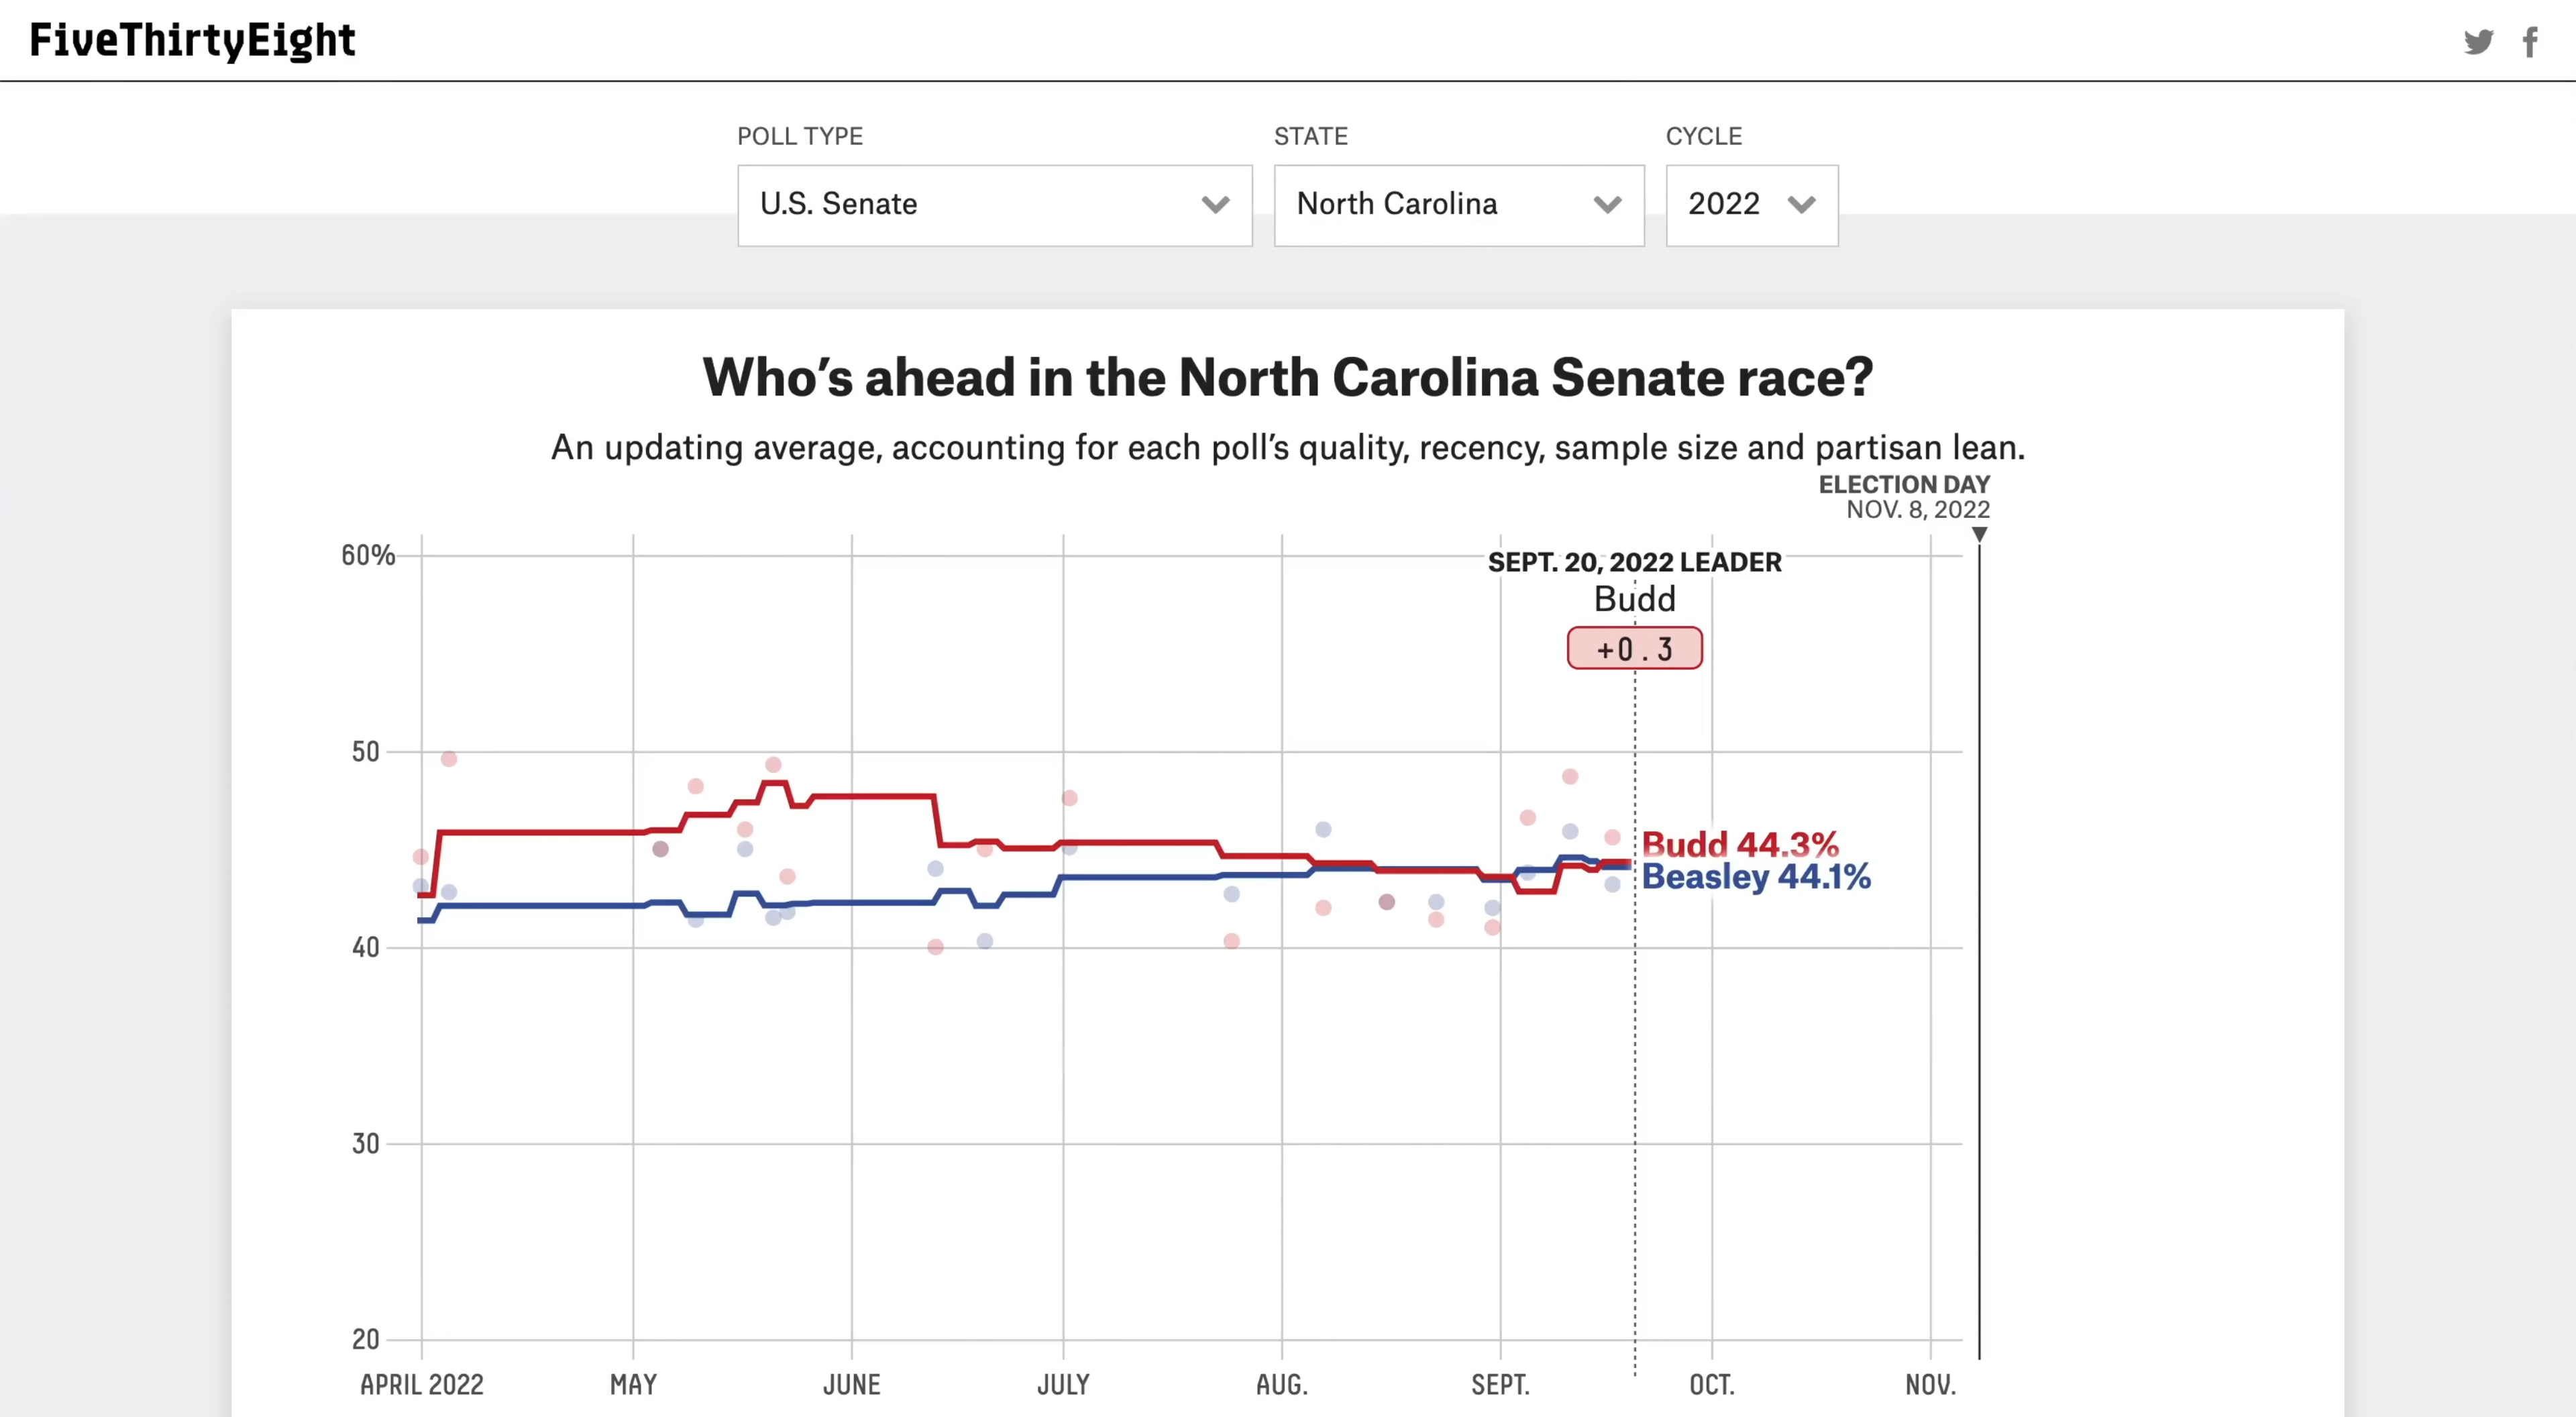 FiveThirtyEight
POLL TYPE
STATE
CYCLE
U.S. Senate
North Carolina
2022
Who’s ahead in the North Carolina Senate race?
An updating average, accounting for each poll’s quality, recency, sample size and partisan lean.
ELECTION DAY
NOV. 8, 2022
60%
SEPT. 20, 2022 LEADER
Budd
+0.3
50
Budd 44.3%
Beasley 44.1%
40
30
20
APRIL 2022
MAY
JUNE
JULY
AUG.
SEPT.
OCT.
NOV.